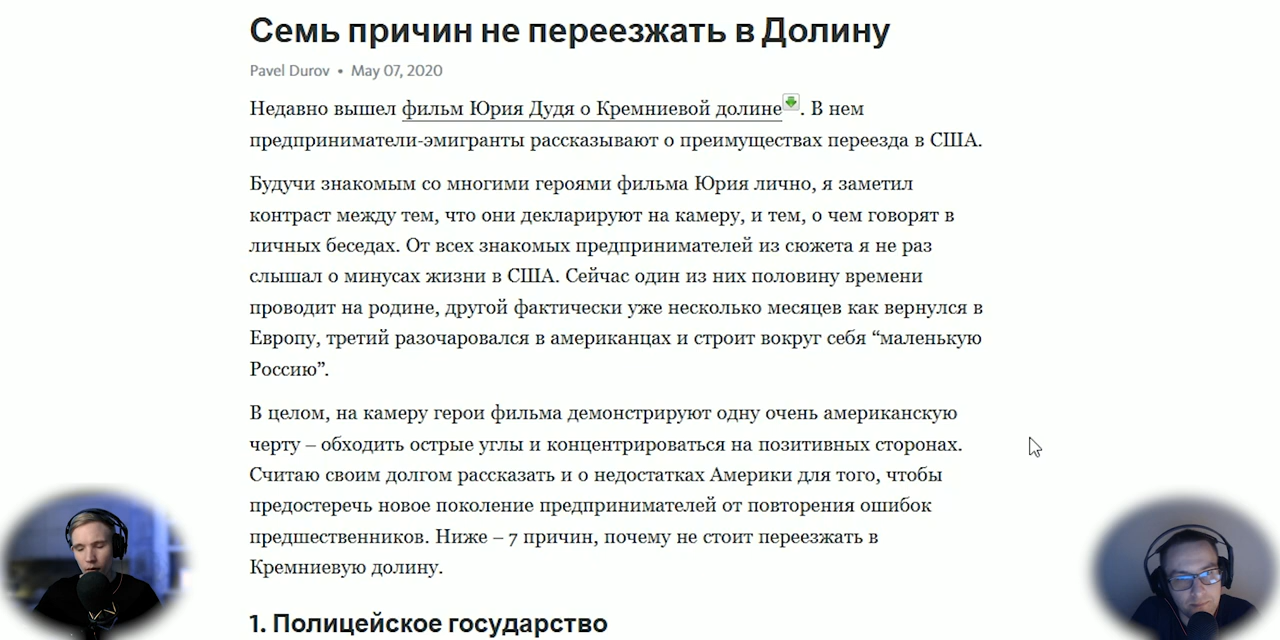 Семь причин не переезжать в Долину
Pavel Durov • May 07, 2020
Недавно вышел фильм Юрия Дудя о Кремниевой долине. В нем
предприниматели-эмигранты рассказывают о преимуществах переезда в США.
Будучи знакомым со многими героями фильма Юрия лично, я заметил
контраст между тем, что они декларируют на камеру, и тем, о чем говорят в
личных беседах. От всех знакомых предпринимателей из сюжета я не раз
слышал о минусах жизни в США. Сейчас один из них половину времени
проводит на родине, другой фактически уже несколько месяцев как вернулся в
Европу, третий разочаровался в американцах и строит вокруг себя “маленькую
Россию”.
В целом, на камеру герои фильма демонстрируют одну очень американскую
черту – обходить острые углы и концентрироваться на позитивных сторонах.
Считаю своим долгом рассказать и о недостатках Америки для того, чтобы
предостеречь новое поколение предпринимателей от повторения ошибок
предшественников. Ниже – 7 причин, почему не стоит переезжать в
Кремниевую долину.
1. Полицейское государство